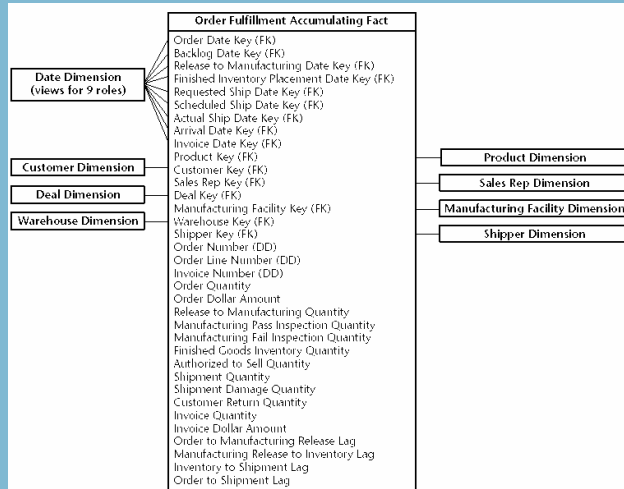 Order Fulfillment Accumulating Fact
Order Date Key (FK)
Backlog Date Key (FK)
Release to Manufacturing Date Key (FK)
Finished Inventory Placement Date Key (FK)
Requested Ship Date Key (FK)
Scheduled Ship Date Key (FK)
Actual Ship Date Key (FK)
Arrival Date Key (FK)
Invoice Date Key (FK)
Product Key (FK)
Customer Key (FK)
Sales Rep Key (FK)
Deal Key (FK)
Manufacturing Facility Key (FK)
Warehouse Key (FK)
Shipper Key (FK)
Order Number (DD)
Order Line Number (DD)
Invoice Number (DD)
Order Quantity
Order Dollar Amount
Release to Manufacturing Quantity
Manufacturing Pass Inspection Quantity
Manufacturing Fail Inspection Quantity
Finished Goods Inventory Quantity
Authorized to Sell Quantity
Shipment Quantity
Shipment Damage Quantity
Customer Return Quantity
Invoice Quantity
Invoice Dollar Amount
Order to Manufacturing Release Lag
Manufacturing Release to Inventory Lag
Inventory to Shipment Lag
Order to Shipment Lag
Date Dimension
(views for 9 roles)
Customer Dimension
Deal Dimension
Warehouse Dimension
Product Dimension
Sales Rep Dimension
Manufacturing Facility Dimension
Shipper Dimension